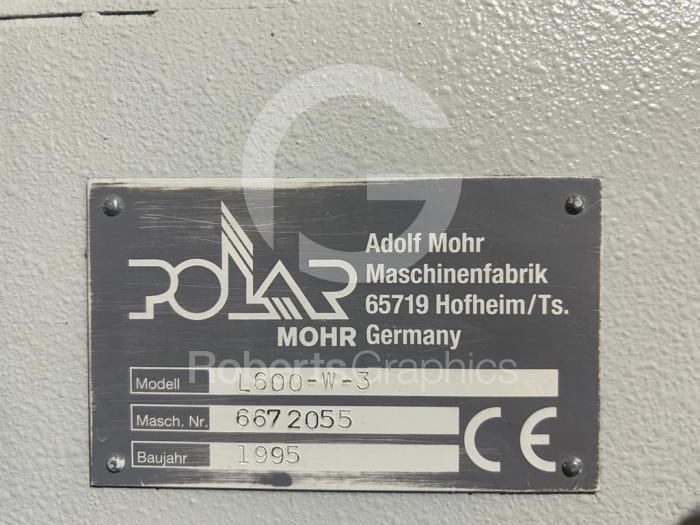 POLAR
MOHR
Adolf Mohr
Maschinenfabrik
65719 Hofheim/Ts.
Germany
RobertsGraphics
Modell L600-W-3
Masch. Nr. 6672055
Baujahr 1995
CE
G